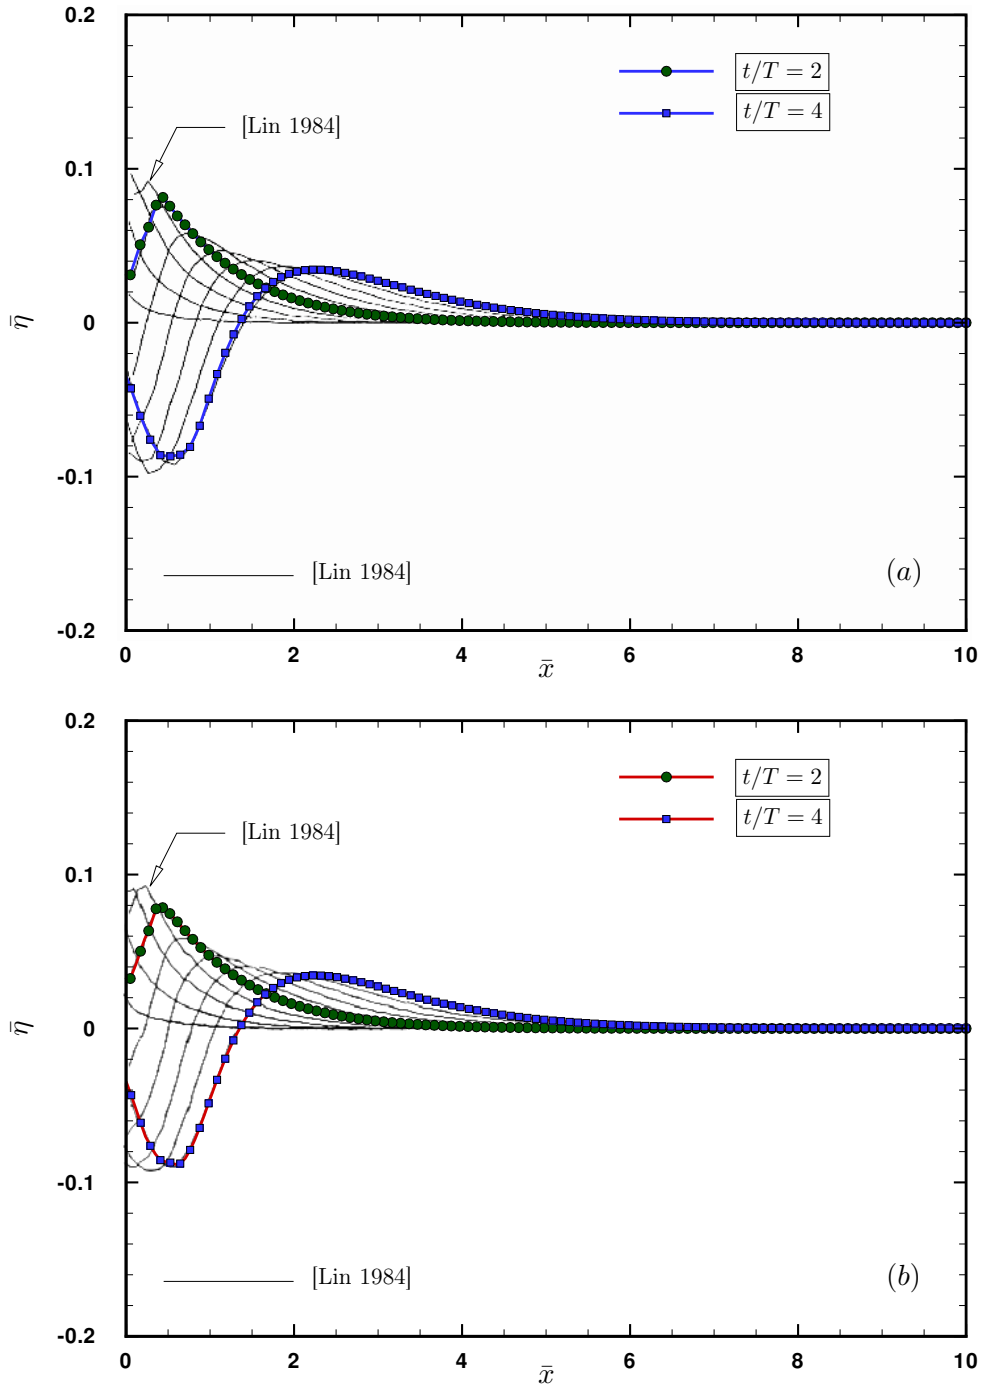 0.2
t/T = 2
[Lin 1984]
t/T = 4
0.1
η̄
0
-0.1
[Lin 1984]
(a)
-0.2
0 2 4 6 8 10
x̄
0.2
t/T = 2
[Lin 1984]
t/T = 4
0.1
η̄
0
-0.1
[Lin 1984]
(b)
-0.2
0 2 4 6 8 10
x̄